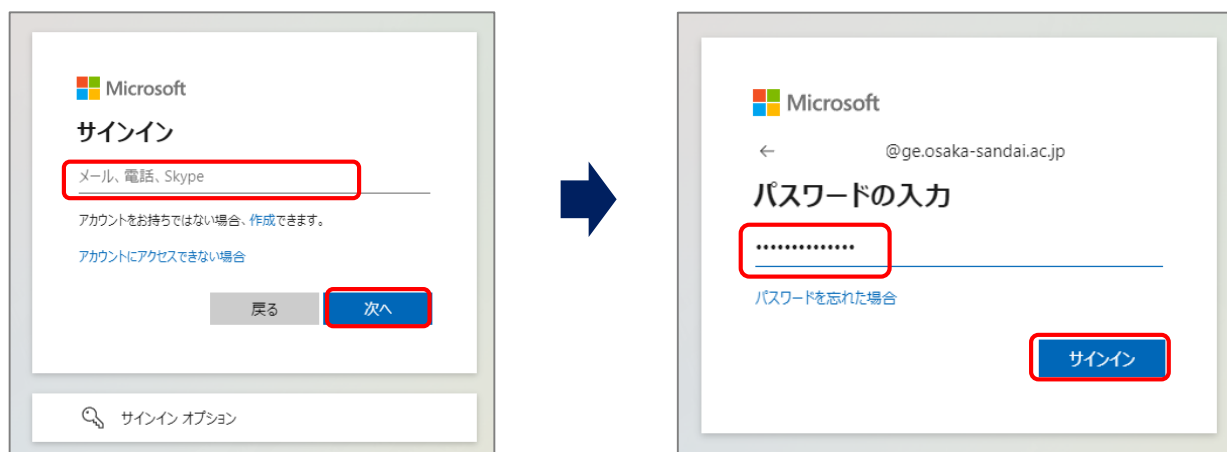 Microsoft
サインイン
メール、電話、Skype
アカウントをお持ちではない場合、作成できます。
アカウントにアクセスできない場合
戻る
次へ
サインイン オプション
Microsoft
← @ge.osaka-sandai.ac.jp
パスワードの入力
••••••••••••••
パスワードを忘れた場合
サインイン